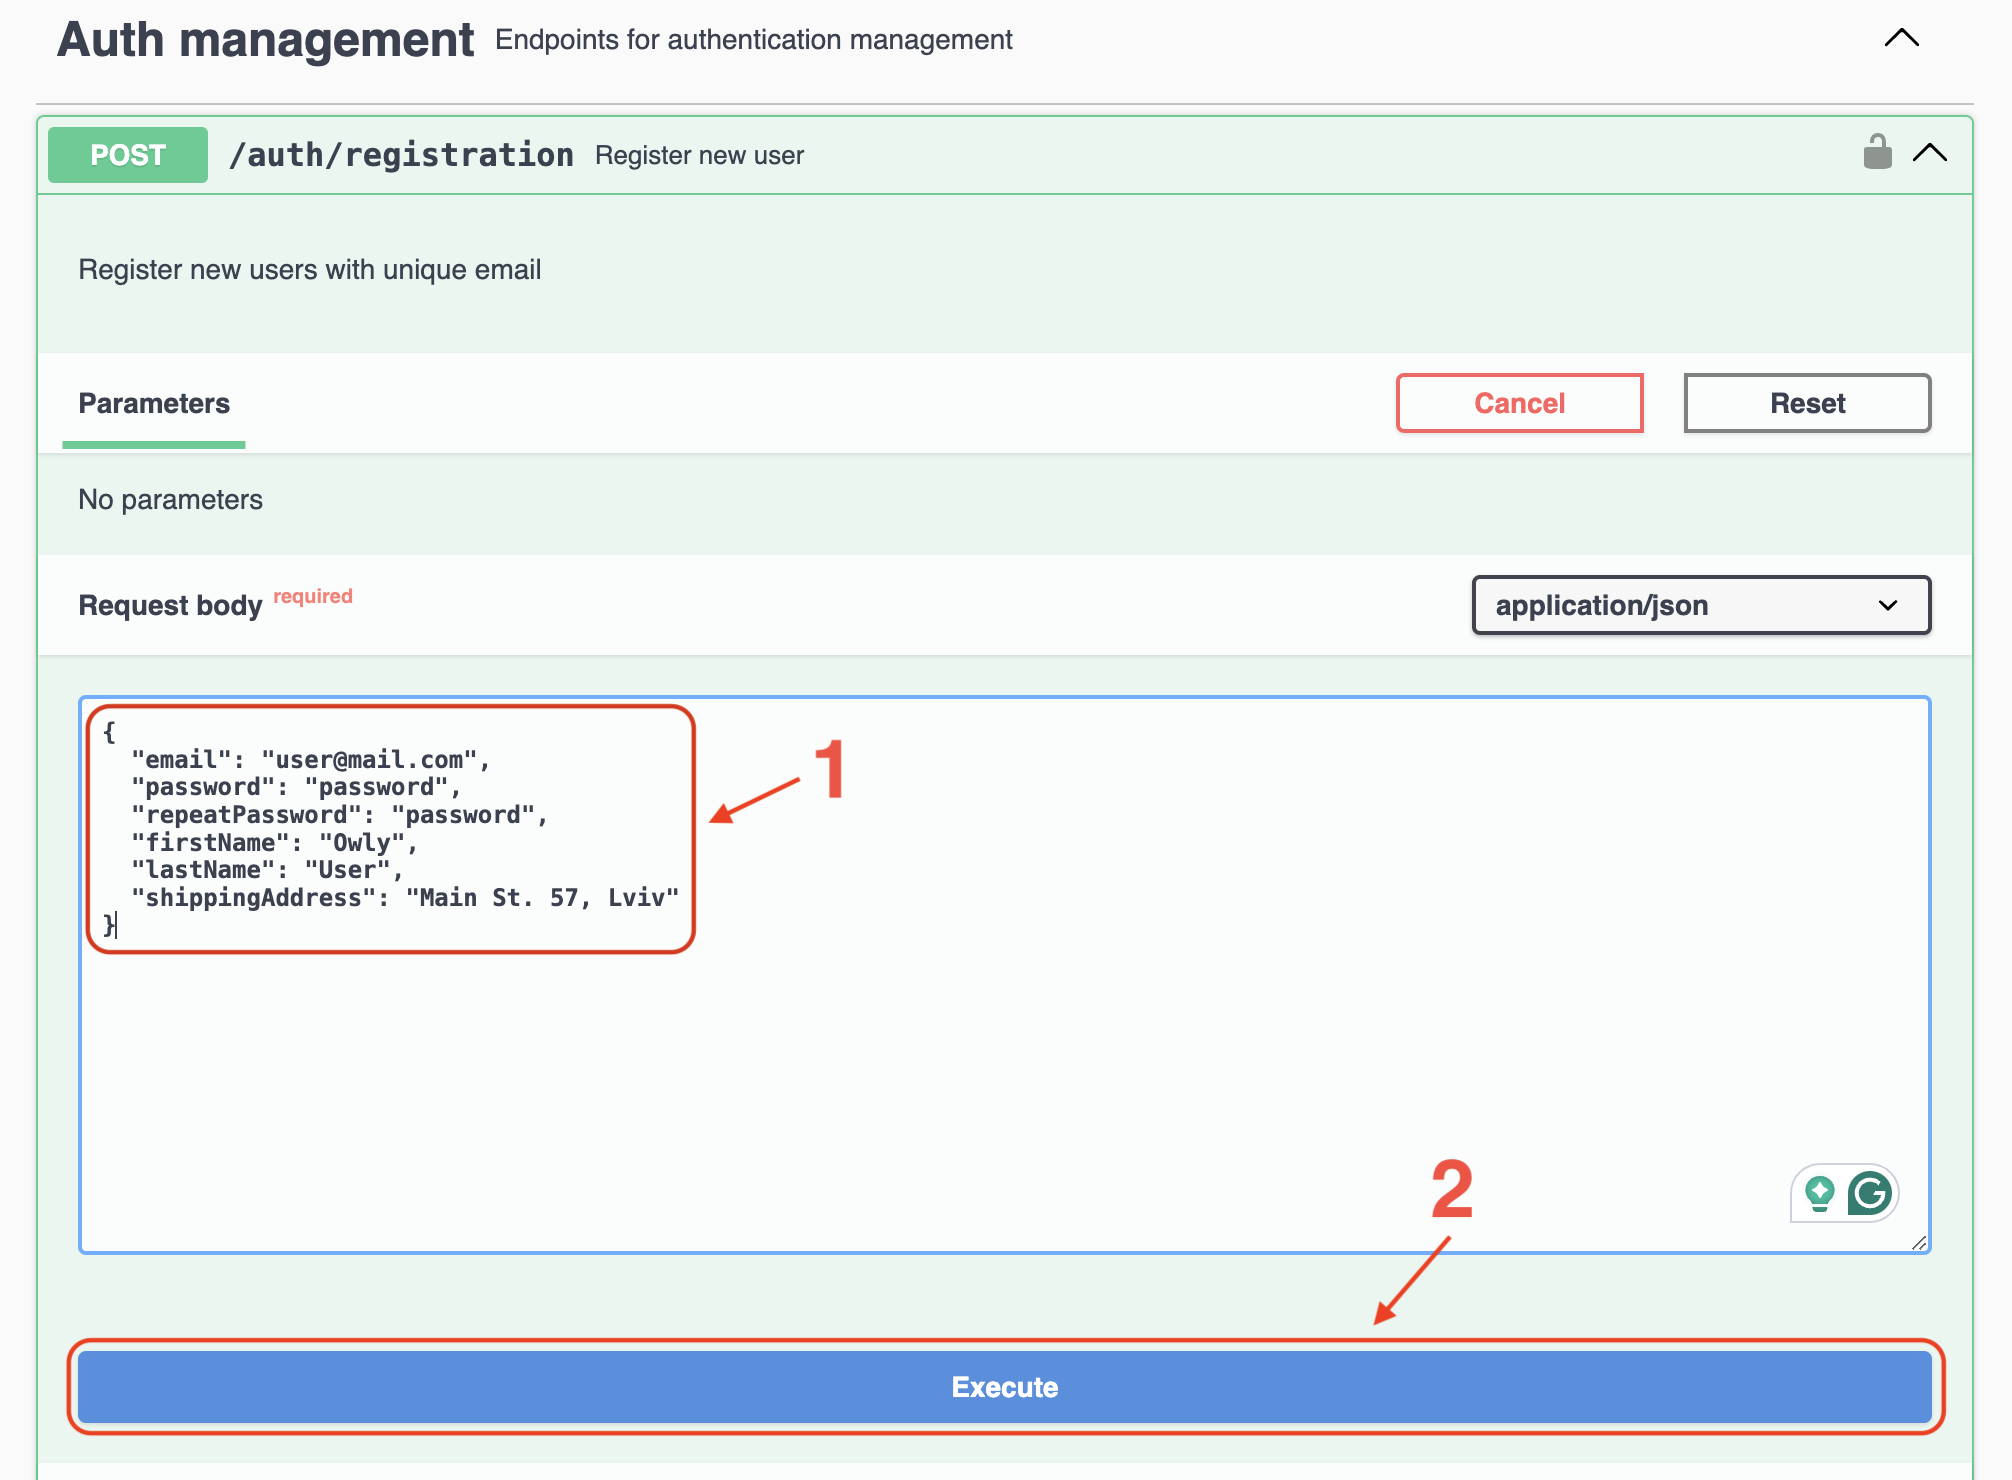 Auth management Endpoints for authentication management
POST /auth/registration Register new user
Register new users with unique email
Parameters Cancel Reset
No parameters
Request body required application/json
{
"email": "user@mail.com",
"password": "password",
"repeatPassword": "password",
"firstName": "Owly",
"lastName": "User",
"shippingAddress": "Main St. 57, Lviv"
}
1
2
G
Execute